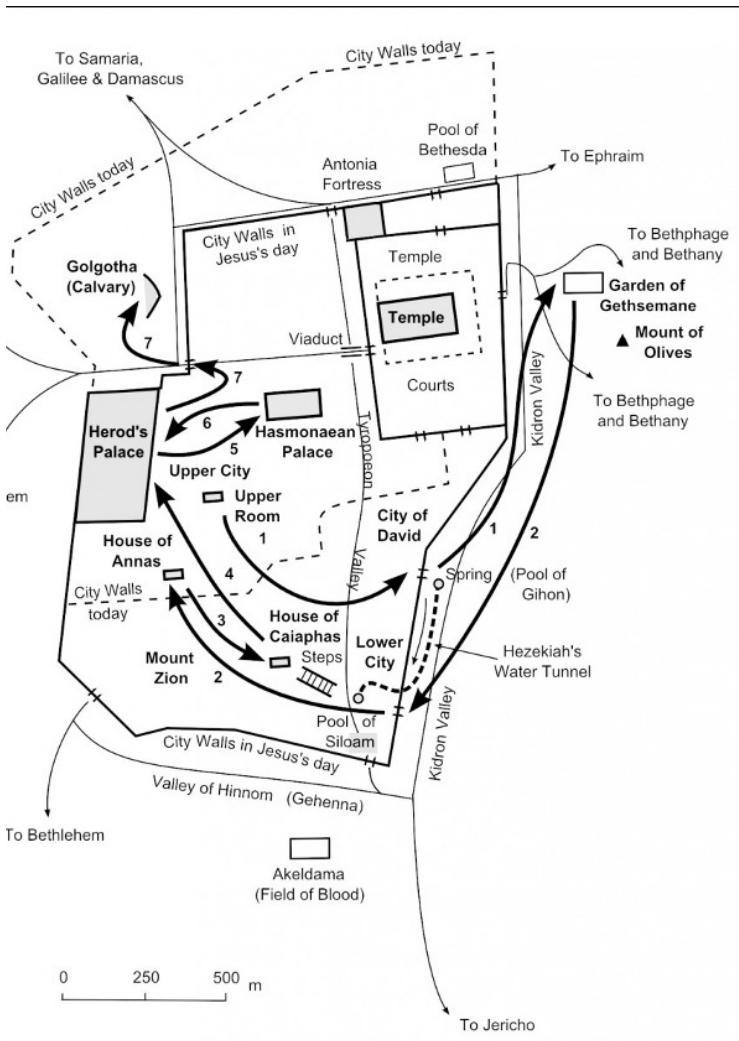 City Walls today
To Samaria,
Galilee & Damascus
Pool of
Bethesda
To Ephraim
Antonia
Fortress
City Walls today
City Walls in
Jesus's day
Temple
To Bethphage
and Bethany
Golgotha
(Calvary)
Garden of
Gethsemane
Temple
Mount of
Olives
7
Viaduct
7
Courts
Kidron Valley
To Bethphage
and Bethany
6
Herod's
Palace
Hasmonaean
Palace
5
Tyropoeon
Valley
Upper City
em
Upper
Room
City of
David
1
1
2
House of
Annas
4
Spring
(Pool of
Gihon)
City Walls
today
3
House of
Caiaphas
Steps
Lower
City
Hezekiah's
Water Tunnel
Mount
Zion
2
Pool of
Siloam
Kidron Valley
City Walls in Jesus's day
Valley of Hinnom (Gehenna)
To Bethlehem
Akeldama
(Field of Blood)
0 250 500 m
To Jericho